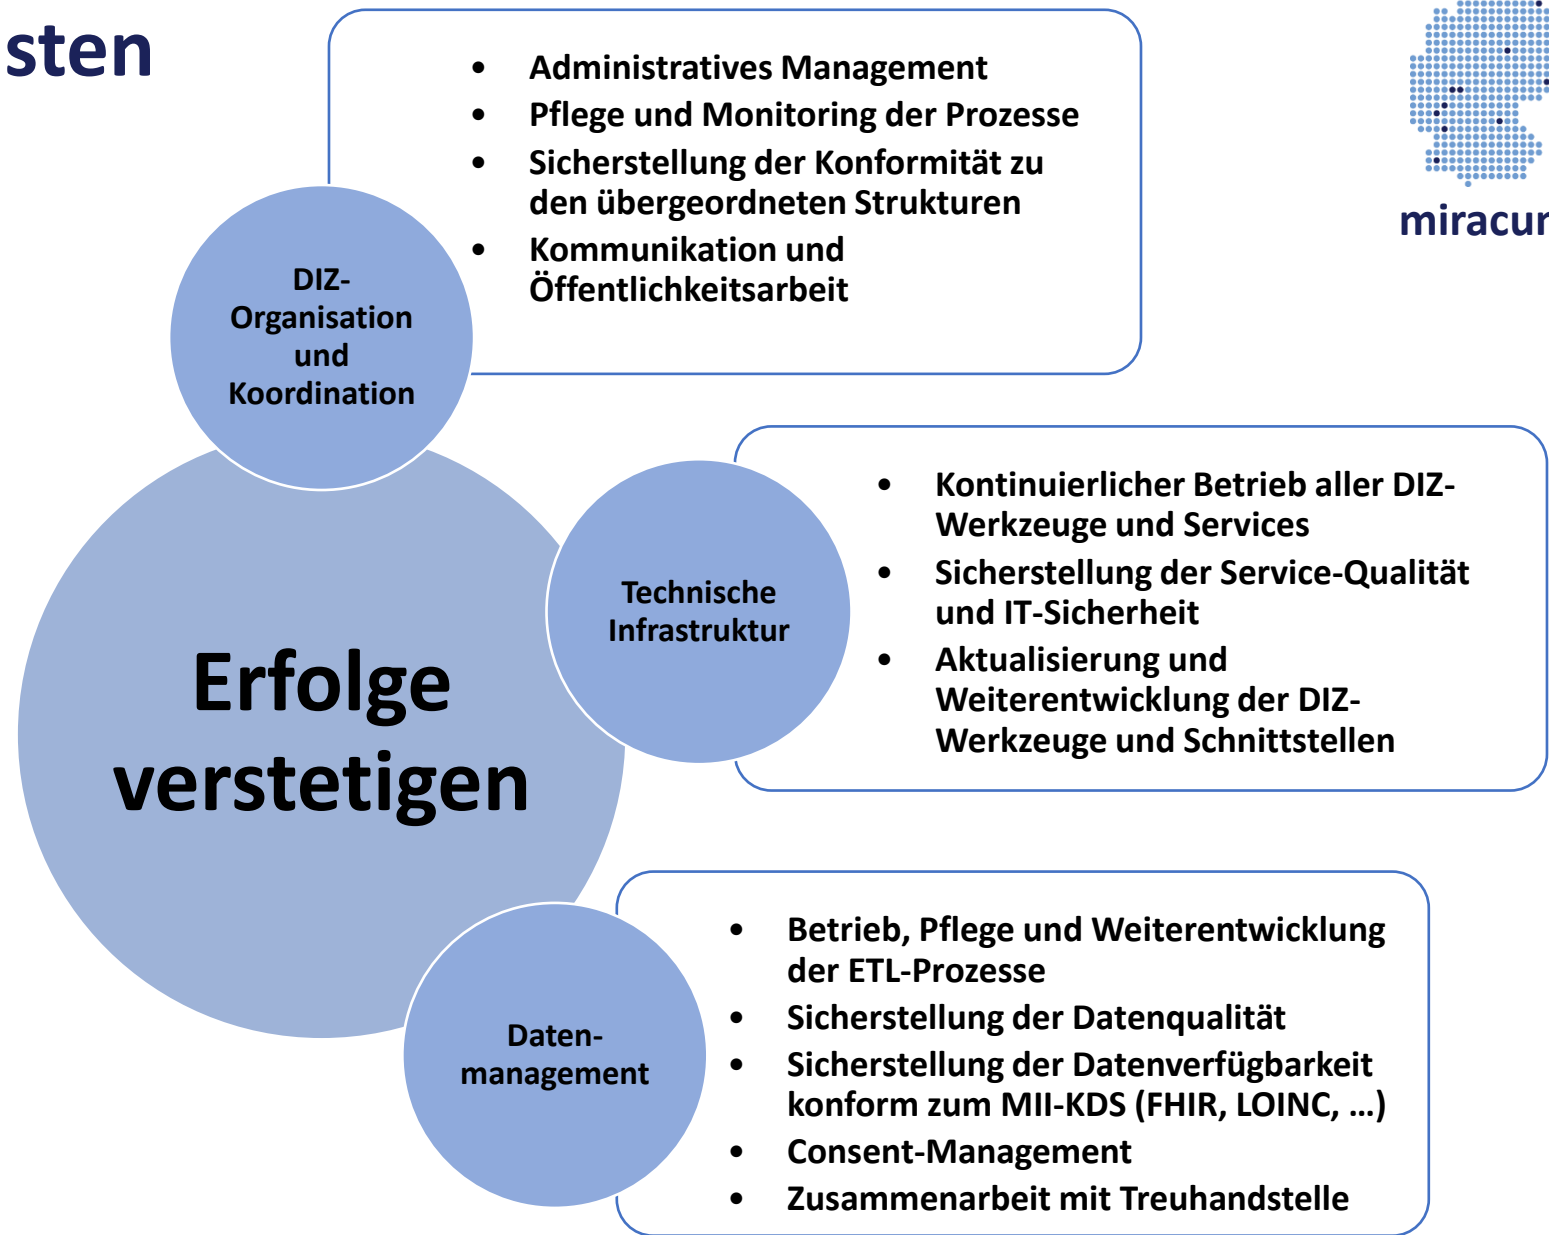 sten
• Administratives Management
• Pflege und Monitoring der Prozesse
• Sicherstellung der Konformität zu
den übergeordneten Strukturen
• Kommunikation und
Öffentlichkeitsarbeit
miracu
DIZ-
Organisation
und
Koordination
• Kontinuierlicher Betrieb aller DIZ-
Werkzeuge und Services
• Sicherstellung der Service-Qualität
und IT-Sicherheit
• Aktualisierung und
Weiterentwicklung der DIZ-
Werkzeuge und Schnittstellen
Technische
Infrastruktur
Erfolge
verstetigen
• Betrieb, Pflege und Weiterentwicklung
der ETL-Prozesse
• Sicherstellung der Datenqualität
• Sicherstellung der Datenverfügbarkeit
konform zum MII-KDS (FHIR, LOINC, …)
• Consent-Management
• Zusammenarbeit mit Treuhandstelle
Daten-
management